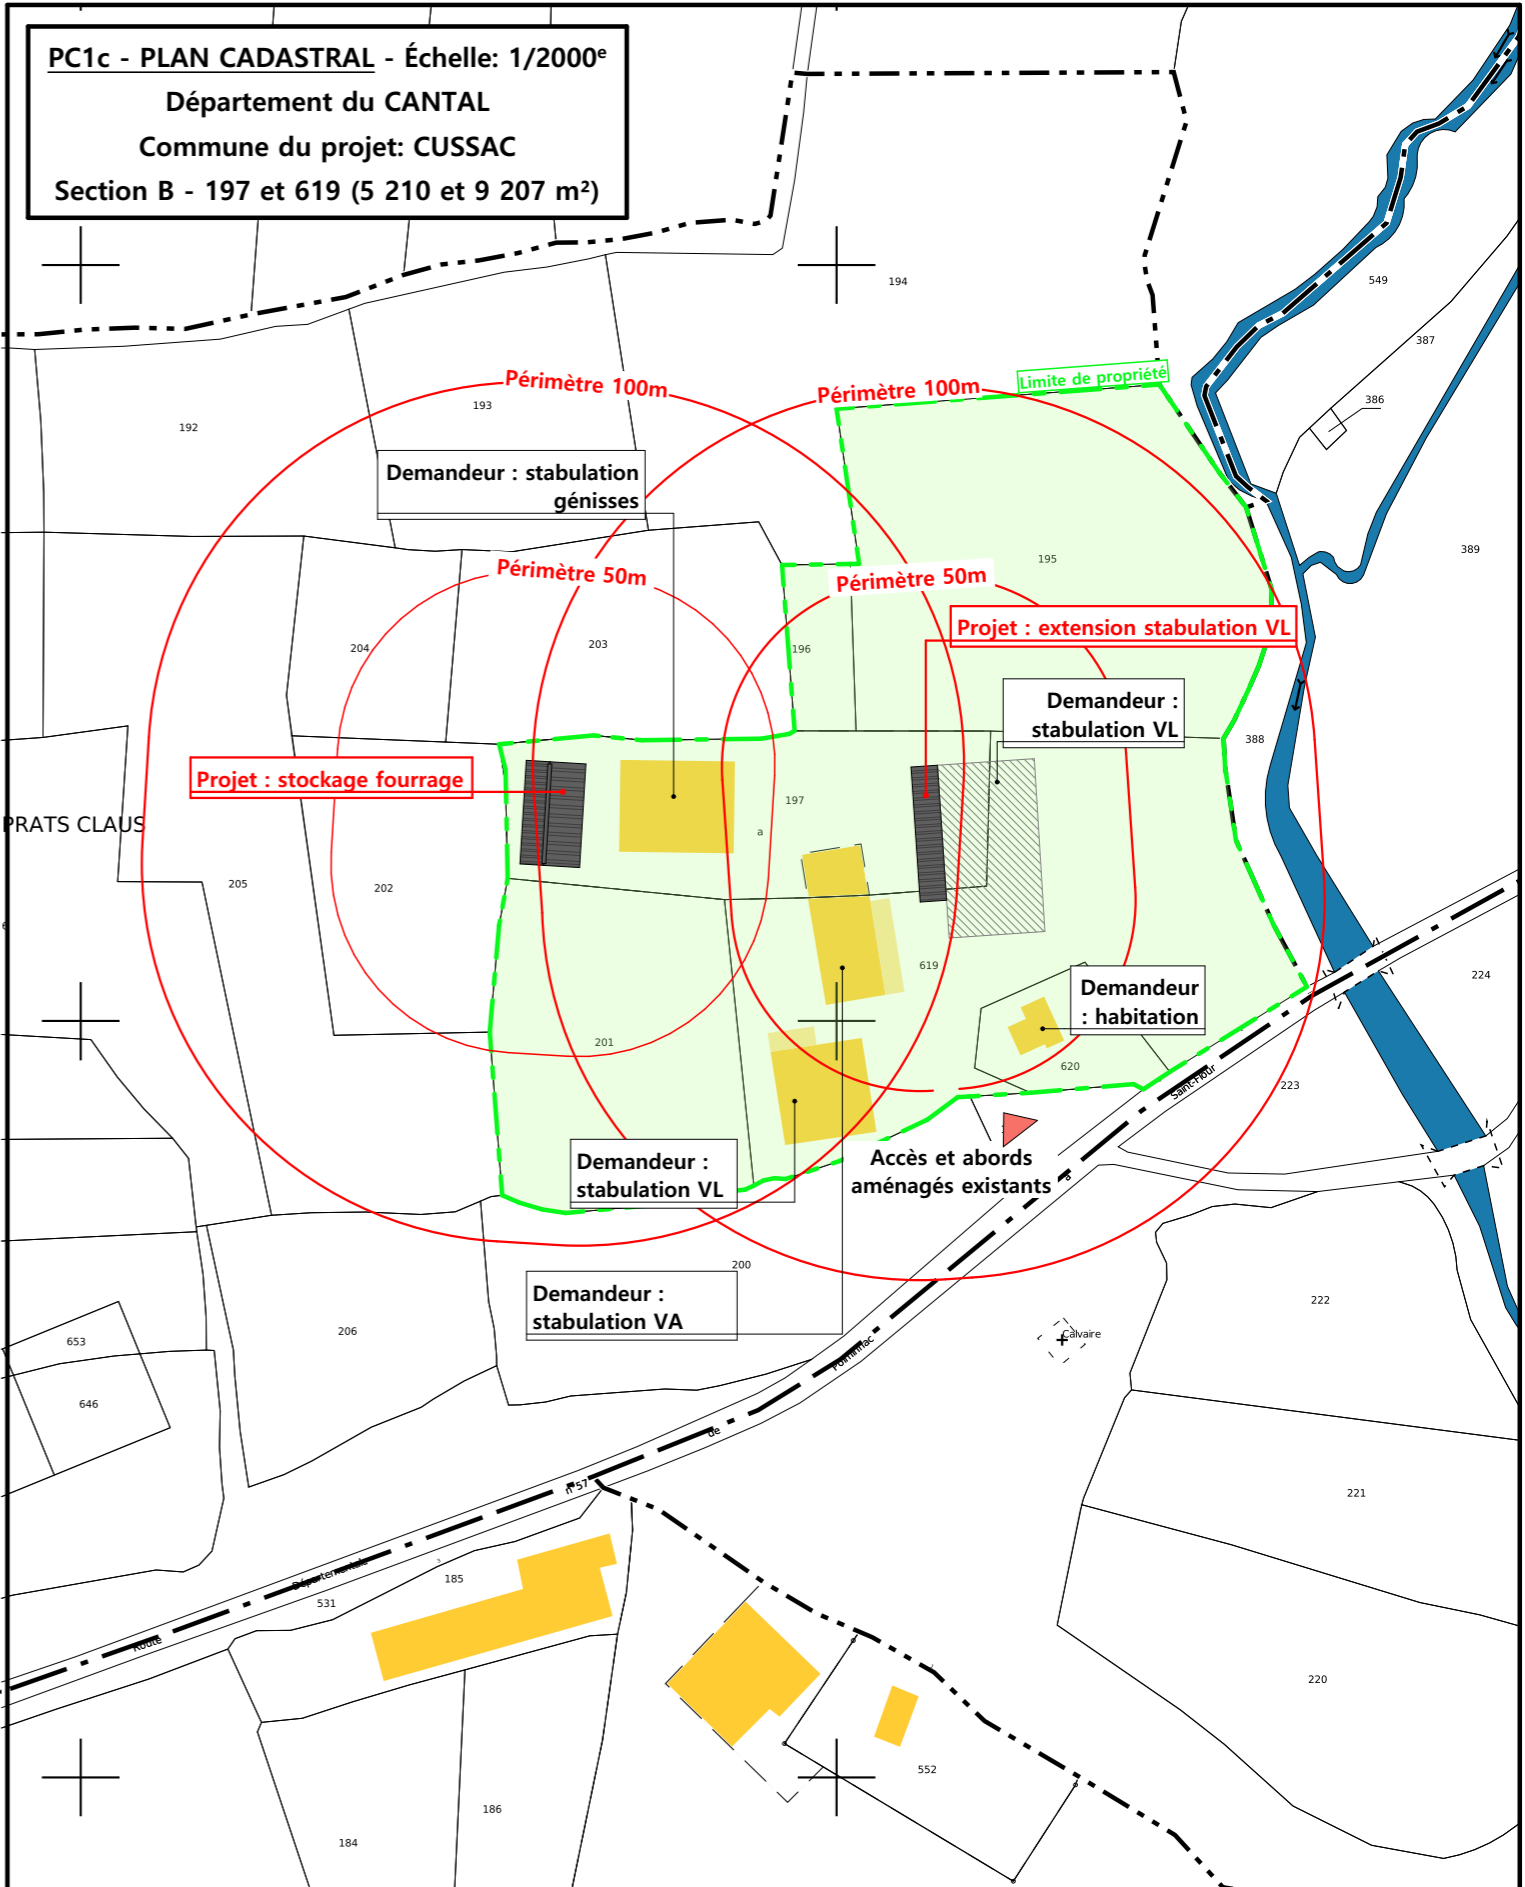 PC1c - PLAN CADASTRAL - Échelle: 1/2000ᵉ
Département du CANTAL
Commune du projet: CUSSAC
Section B - 197 et 619 (5 210 et 9 207 m²)
194
549
387
386
389
Limite de propriété
Périmètre 100m
Périmètre 100m
193
192
Demandeur : stabulation
génisses
195
Périmètre 50m
Périmètre 50m
Projet : extension stabulation VL
204
203
196
Demandeur :
stabulation VL
388
Projet : stockage fourrage
197
a
PRATS CLAUS
205
202
619
224
Demandeur
: habitation
201
620
223
Saint-Flour
Accès et abords
aménagés existants
à
Demandeur :
stabulation VL
200
Demandeur :
stabulation VA
222
Calvaire
206
653
646
Polminhac
de
n°57
221
Départementale
185
531
Route
220
552
186
184